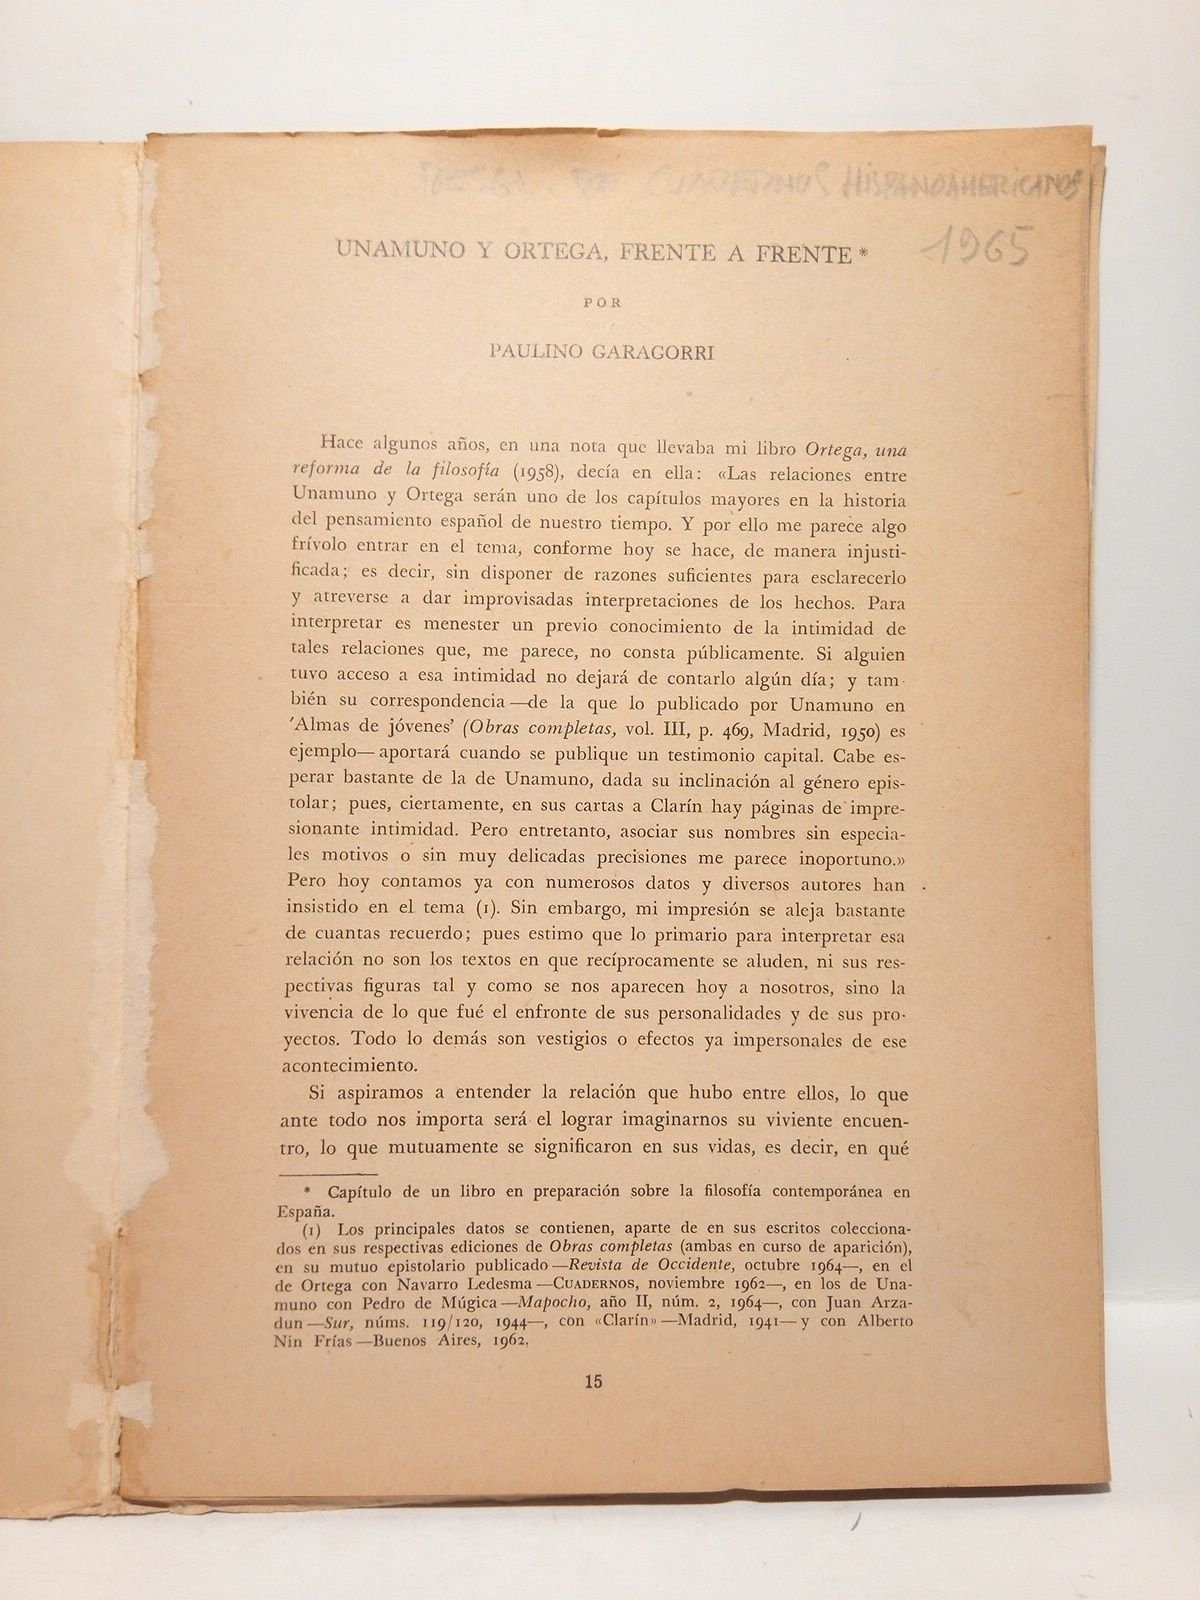 DE CUADERNOS HISPANOAMERICANOS
1965
UNAMUNO Y ORTEGA, FRENTE A FRENTE *
POR
PAULINO GARAGORRI
Hace algunos años, en una nota que llevaba mi libro Ortega, una
reforma de la filosofía (1958), decía en ella: «Las relaciones entre
Unamuno y Ortega serán uno de los capítulos mayores en la historia
del pensamiento español de nuestro tiempo. Y por ello me parece algo
frívolo entrar en el tema, conforme hoy se hace, de manera injusti-
ficada; es decir, sin disponer de razones suficientes para esclarecerlo
y atreverse a dar improvisadas interpretaciones de los hechos. Para
interpretar es menester un previo conocimiento de la intimidad de
tales relaciones que, me parece, no consta públicamente. Si alguien
tuvo acceso a esa intimidad no dejará de contarlo algún día; y tam-
bién su correspondencia—de la que lo publicado por Unamuno en
'Almas de jóvenes' (Obras completas, vol. III, p. 469, Madrid, 1950) es
ejemplo—aportará cuando se publique un testimonio capital. Cabe es-
perar bastante de la de Unamuno, dada su inclinación al género epis-
tolar; pues, ciertamente, en sus cartas a Clarín hay páginas de impre-
sionante intimidad. Pero entretanto, asociar sus nombres sin especia-
les motivos o sin muy delicadas precisiones me parece inoportuno.»
Pero hoy contamos ya con numerosos datos y diversos autores han
insistido en el tema (1). Sin embargo, mi impresión se aleja bastante
de cuantas recuerdo; pues estimo que lo primario para interpretar esa
relación no son los textos en que recíprocamente se aluden, ni sus res-
pectivas figuras tal y como se nos aparecen hoy a nosotros, sino la
vivencia de lo que fué el enfronte de sus personalidades y de sus pro-
yectos. Todo lo demás son vestigios o efectos ya impersonales de ese
acontecimiento.
Si aspiramos a entender la relación que hubo entre ellos, lo que
ante todo nos importa será el lograr imaginarnos su viviente encuen-
tro, lo que mutuamente se significaron en sus vidas, es decir, en qué
* Capítulo de un libro en preparación sobre la filosofía contemporánea en
España.
(1) Los principales datos se contienen, aparte de en sus escritos colecciona-
dos en sus respectivas ediciones de Obras completas (ambas en curso de aparición),
en su mutuo epistolario publicado—Revista de Occidente, octubre 1964—, en el
de Ortega con Navarro Ledesma—CUADERNOS, noviembre 1962—, en los de Una-
muno con Pedro de Múgica—Mapocho, año II, núm. 2, 1964—, con Juan Arza-
dun—Sur, núms. 119/120, 1944—, con «Clarín»—Madrid, 1941—y con Alberto
Nin Frías—Buenos Aires, 1962.
15